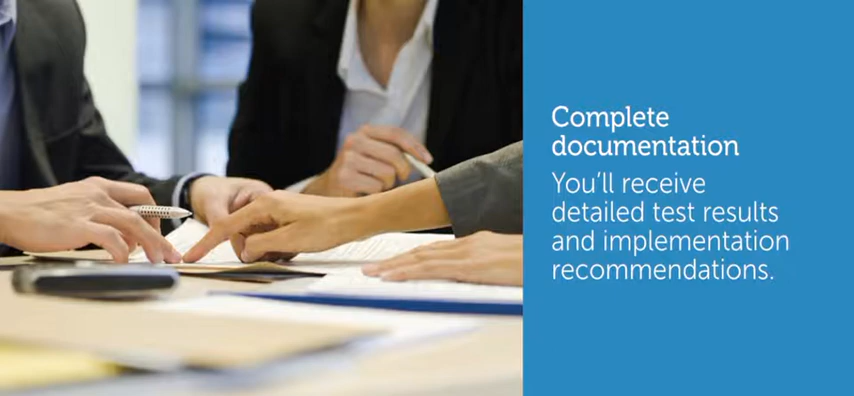 Complete
documentation
You'll receive
detailed test results
and implementation
recommendations.